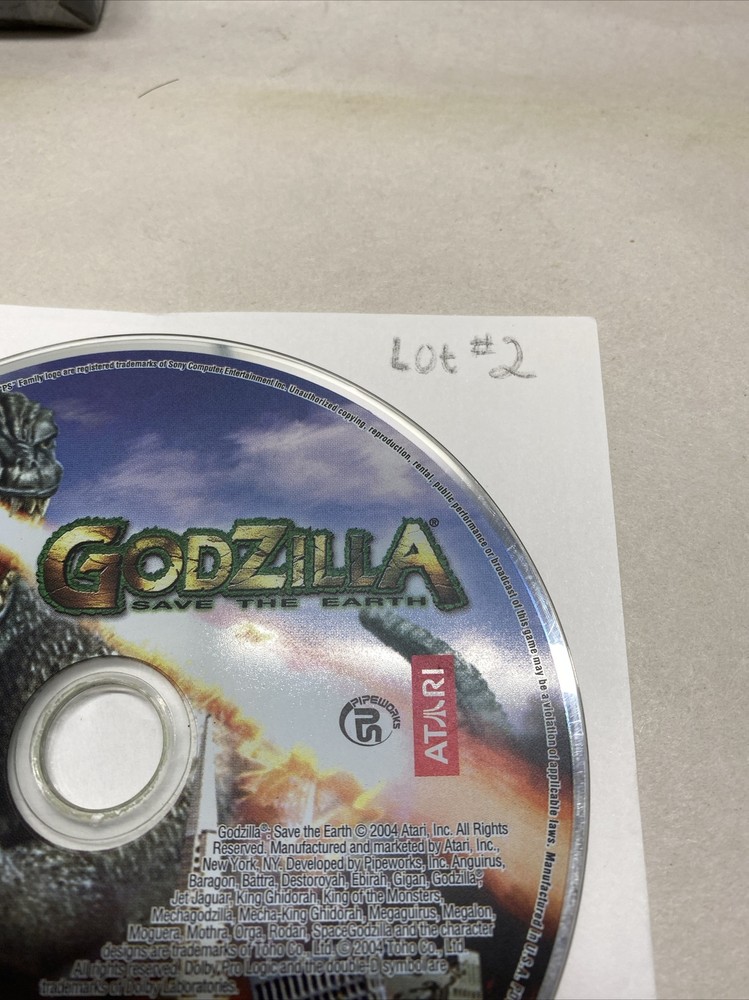 Lot #2
PS" Family logo are registered trademarks of Sony Computer Entertainment Inc. Unauthorized copying, reproduction, rental, public performance or broadcast of this game may be a violation of applicable laws. Manufactured in U.S.A.
GODZILLA®
SAVE THE EARTH
PIPEWORKS
ATARI
Godzilla®: Save the Earth © 2004 Atari, Inc. All Rights
Reserved. Manufactured and marketed by Atari, Inc.,
New York, NY. Developed by Pipeworks, Inc. Anguirus,
Baragon, Battra, Destoroyah, Ebirah, Gigan, Godzilla®,
Jet Jaguar, King Ghidorah, King of the Monsters,
Mechagodzilla, Mecha-King Ghidorah, Megaguirus, Megalon,
Moguera, Mothra, Orga, Rodan, SpaceGodzilla and the character
designs are trademarks of Toho Co., Ltd. © 2004 Toho Co., Ltd.
All rights reserved. Dolby, Pro Logic and the double-D symbol are
trademarks of Dolby Laboratories.